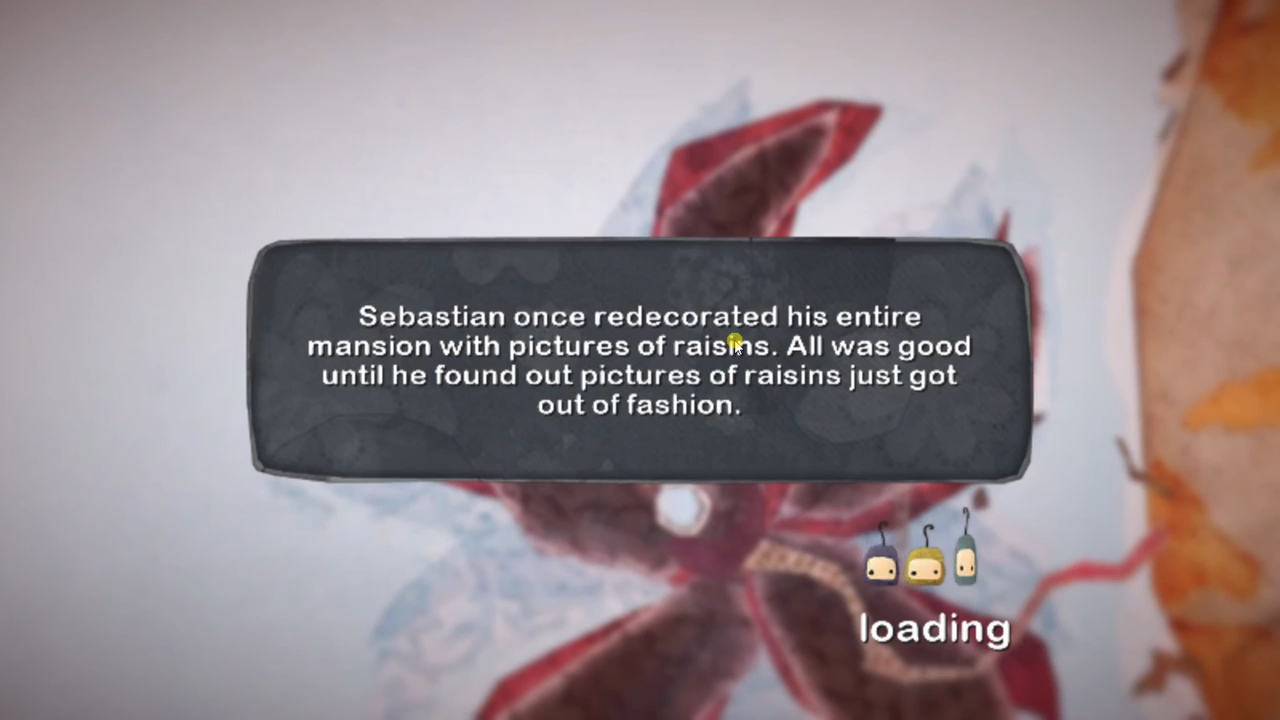 Sebastian once redecorated his entire
mansion with pictures of raisins. All was good
until he found out pictures of raisins just got
out of fashion.
loading